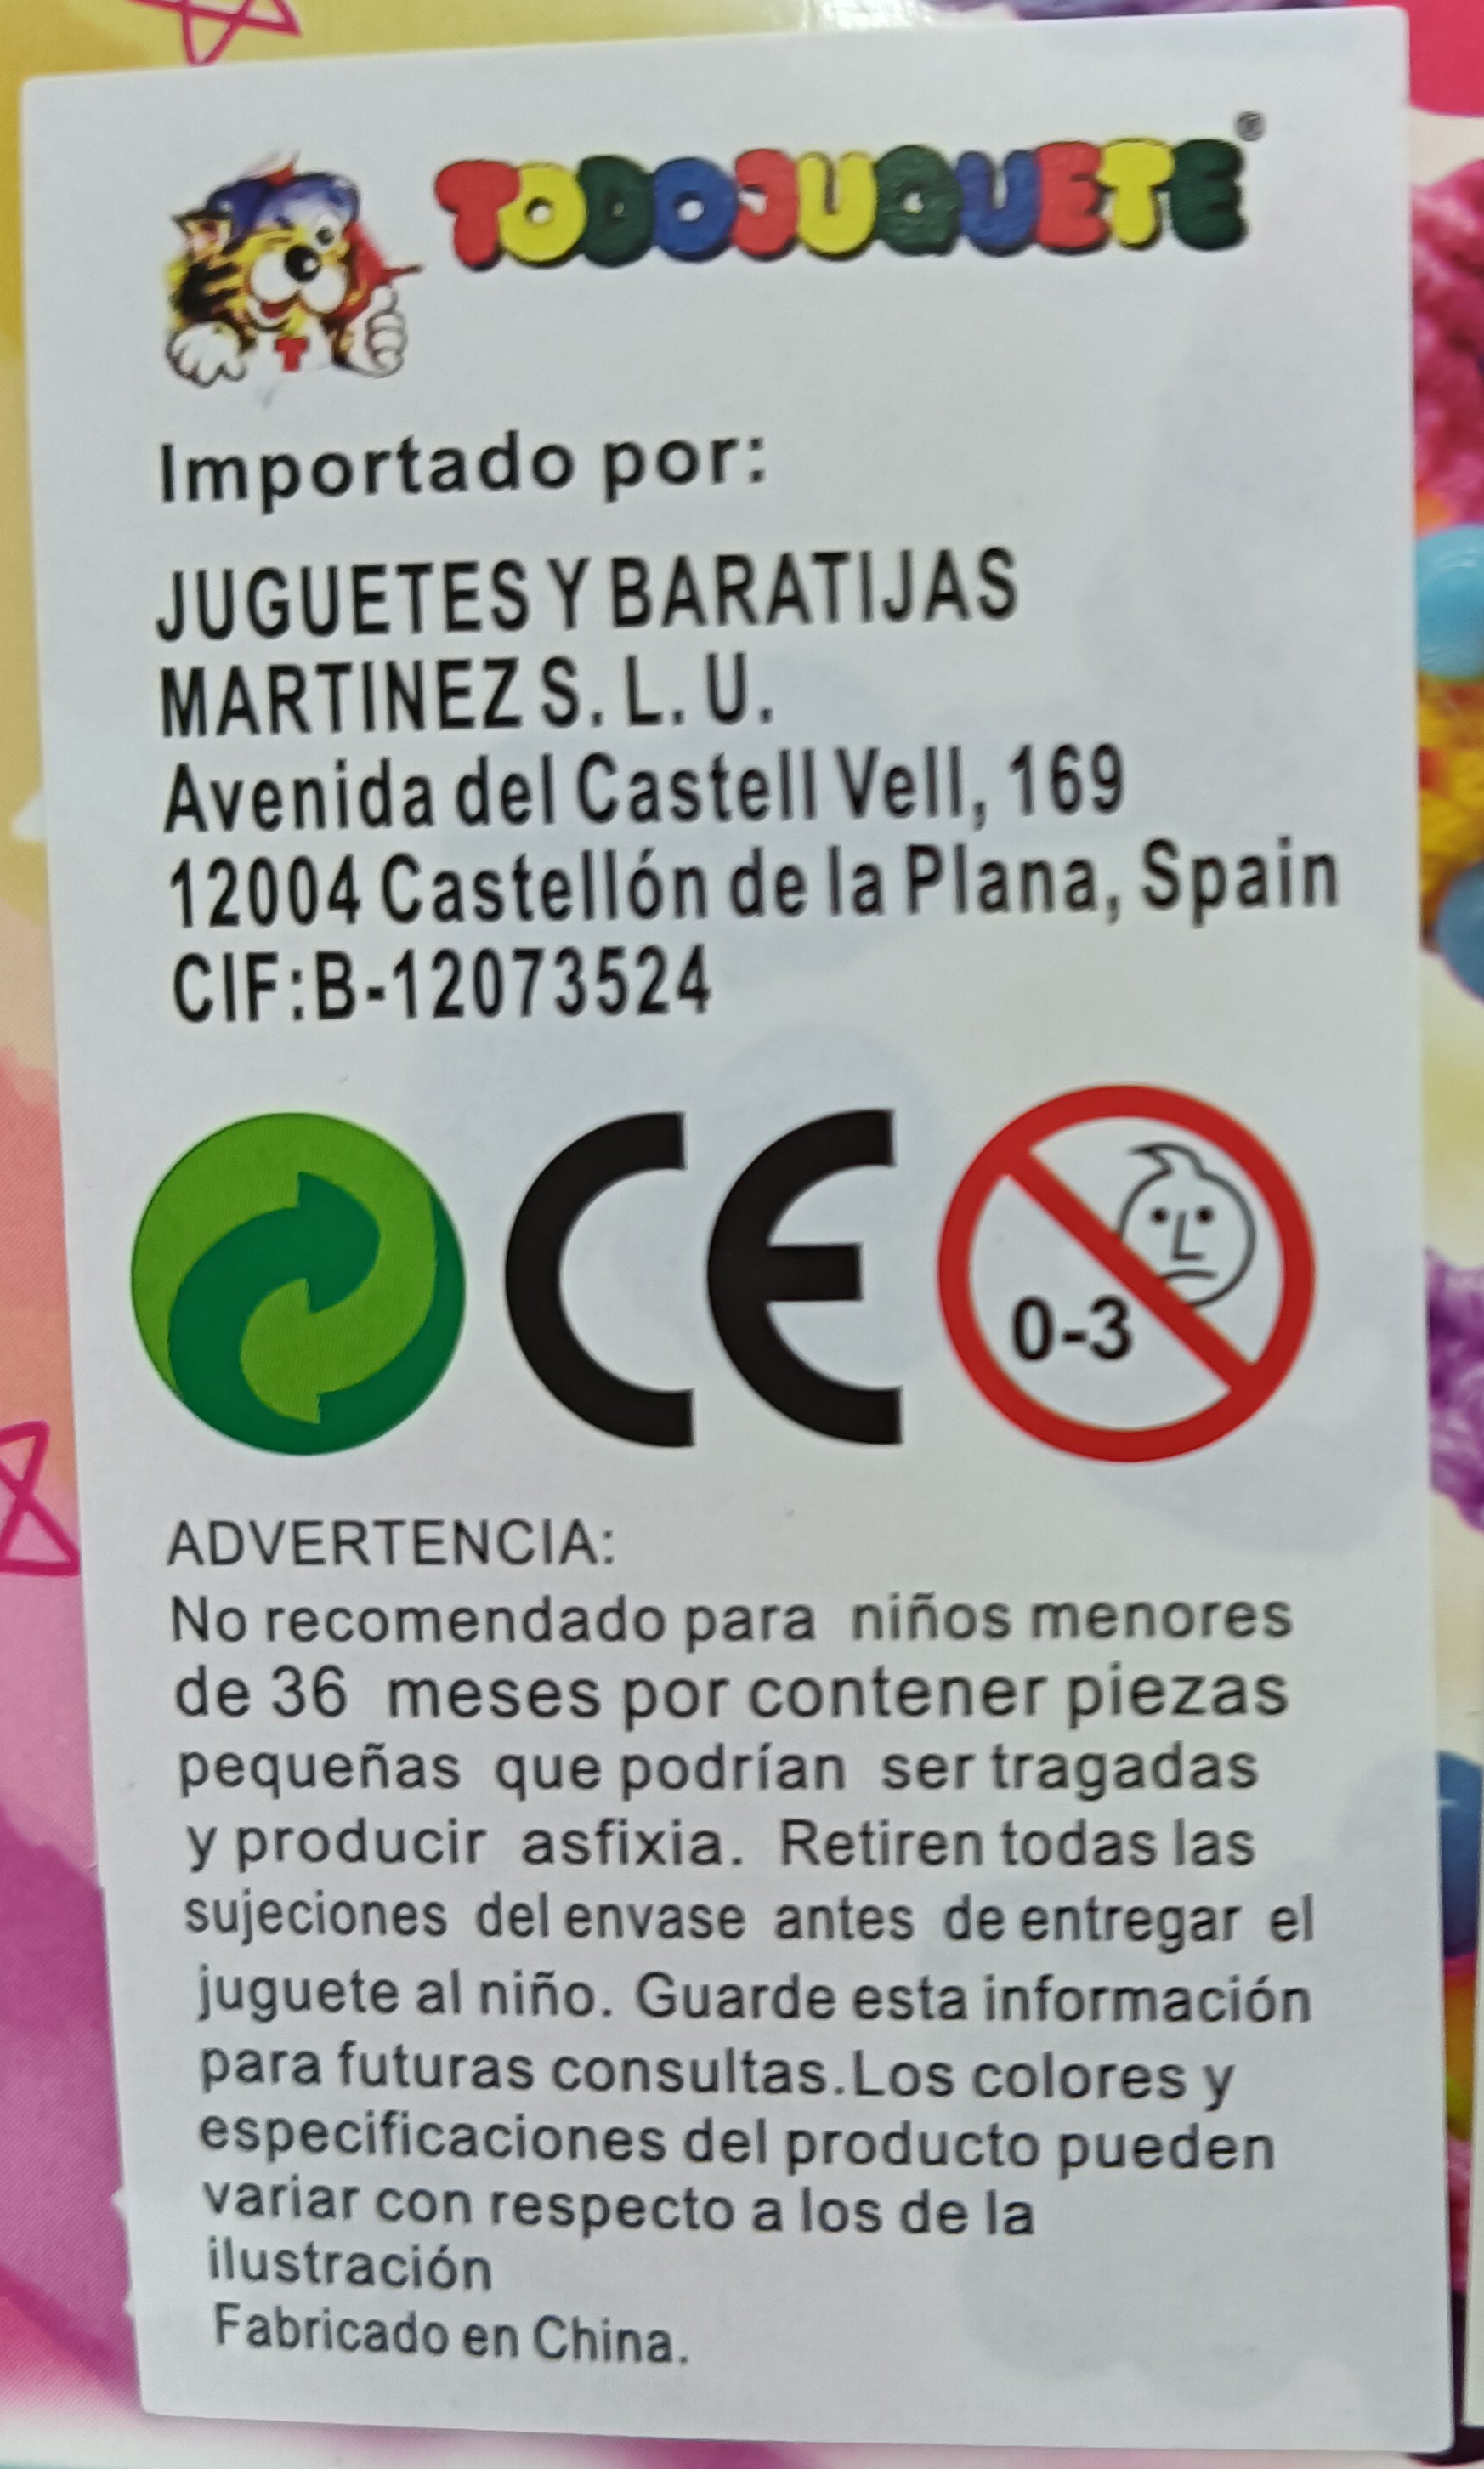 TODOJUGUETE®
T
Importado por:
JUGUETES Y BARATIJAS
MARTINEZ S. L. U.
Avenida del Castell Vell, 169
12004 Castellón de la Plana, Spain
CIF:B-12073524
CE
0-3
ADVERTENCIA:
No recomendado para niños menores
de 36 meses por contener piezas
pequeñas que podrían ser tragadas
y producir asfixia. Retiren todas las
sujeciones del envase antes de entregar el
juguete al niño. Guarde esta información
para futuras consultas.Los colores y
especificaciones del producto pueden
variar con respecto a los de la
ilustración
Fabricado en China.